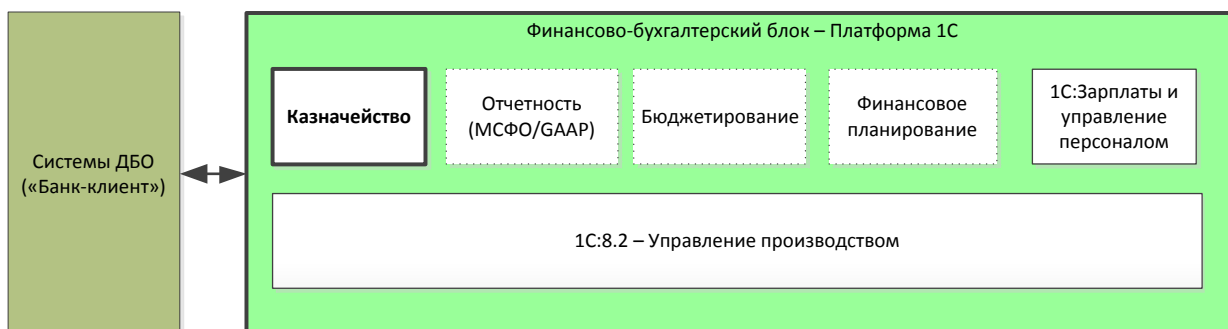 Финансово-бухгалтерский блок – Платформа 1С
Казначейство
Отчетность
(МСФО/GAAP)
Бюджетирование
Финансовое
планирование
1С:Зарплаты и
управление
персоналом
Системы ДБО
(«Банк-клиент»)
1С:8.2 – Управление производством